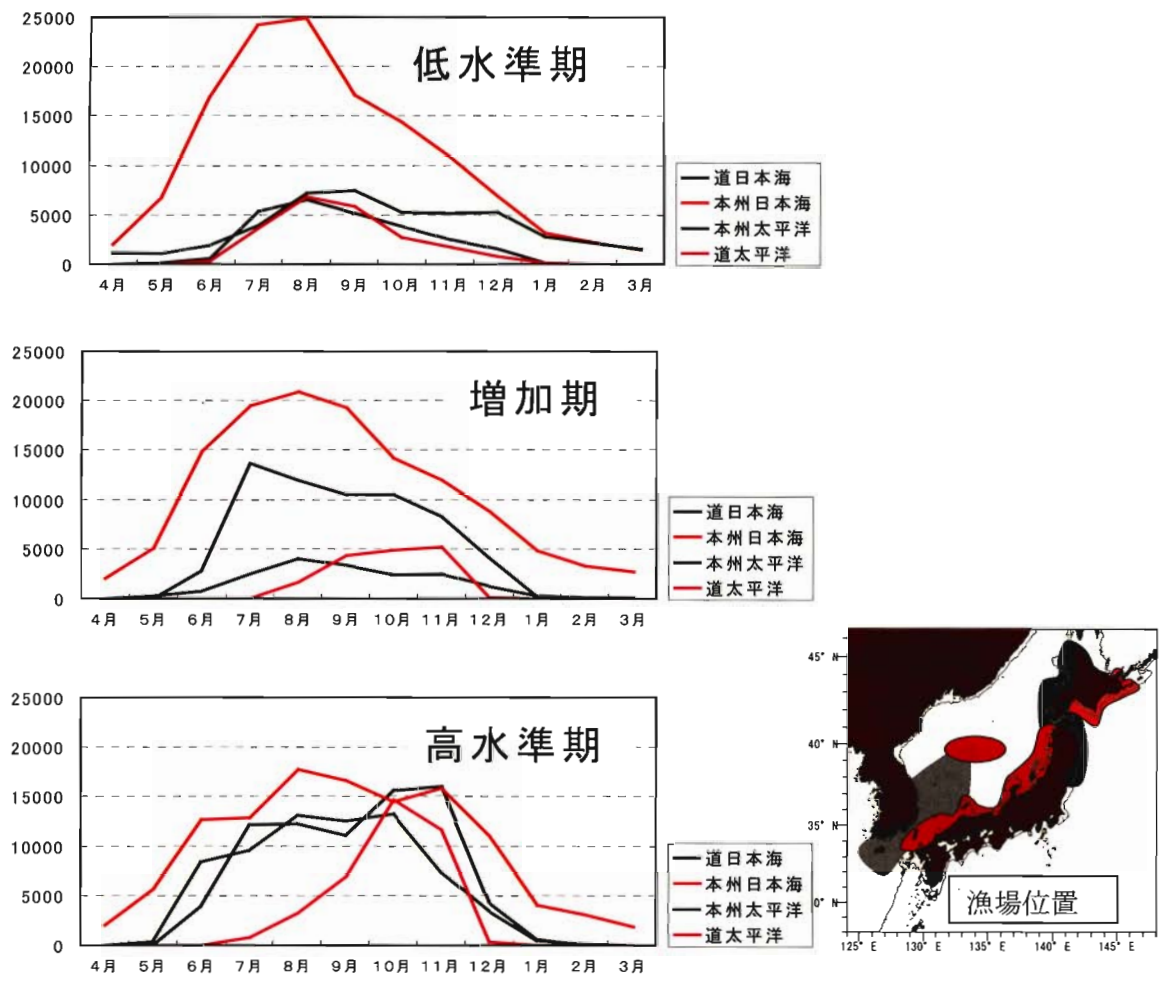 25000
20000
15000
10000
5000
0
低水準期
4月 5月 6月 7月 8月 9月 10月 11月 12月 1月 2月 3月
道日本海
本州日本海
本州太平洋
道太平洋
25000
20000
15000
10000
5000
0
増加期
4月 5月 6月 7月 8月 9月 10月 11月 12月 1月 2月 3月
道日本海
本州日本海
本州太平洋
道太平洋
25000
20000
15000
10000
5000
0
高水準期
4月 5月 6月 7月 8月 9月 10月 11月 12月 1月 2月 3月
道日本海
本州日本海
本州太平洋
道太平洋
45° N
40° N
35° N
0° N
漁場位置
125° E 130° E 135° E 140° E 145° E